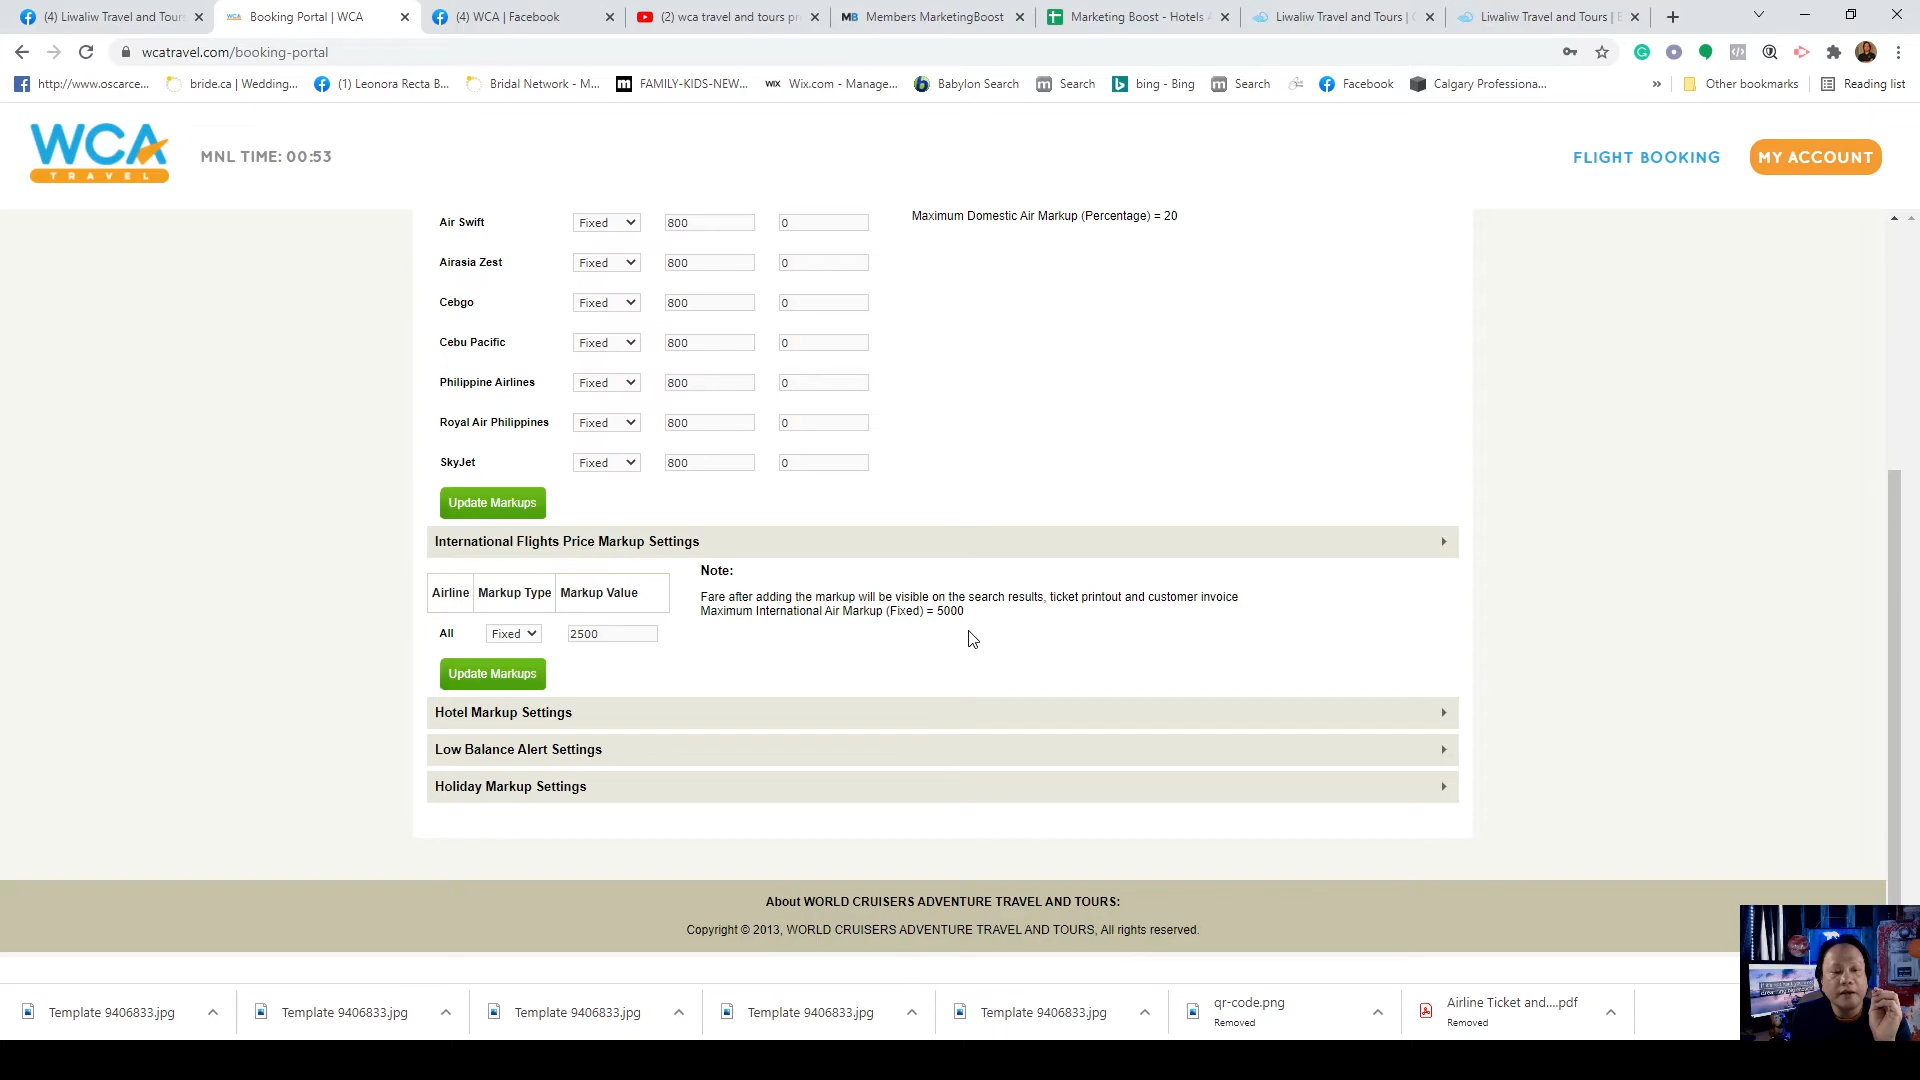 (4) Liwaliw Travel and Tour
Booking Portal | WCA
(4) WCA | Facebook
(2) wca travel and tours pr
Members MarketingBoost
Marketing Boost - Hotels
Liwaliw Travel and Tours |
Liwaliw Travel and Tours |
wcatravel.com/booking-portal
http://www.oscarce...
bride.ca | Wedding...
(1) Leonora Recta B...
Bridal Network - M...
FAMILY-KIDS-NEW...
WIX
Wix.com - Manage...
Babylon Search
Search
bing - Bing
Search
Facebook
Calgary Professiona...
»
Other bookmarks
Reading list
WCA
TRAVEL
MNL TIME: 00:53
FLIGHT BOOKING
MY ACCOUNT
Air Swift Fixed 800 0
Maximum Domestic Air Markup (Percentage) = 20
Airasia Zest Fixed 800 0
Cebgo Fixed 800 0
Cebu Pacific Fixed 800 0
Philippine Airlines Fixed 800 0
Royal Air Philippines Fixed 800 0
SkyJet Fixed 800 0
Update Markups
International Flights Price Markup Settings
Airline Markup Type Markup Value
All Fixed 2500
Note:
Fare after adding the markup will be visible on the search results, ticket printout and customer invoice
Maximum International Air Markup (Fixed) = 5000
Update Markups
Hotel Markup Settings
Low Balance Alert Settings
Holiday Markup Settings
About WORLD CRUISERS ADVENTURE TRAVEL AND TOURS:
Copyright © 2013, WORLD CRUISERS ADVENTURE TRAVEL AND TOURS, All rights reserved.
Template 9406833.jpg
Template 9406833.jpg
Template 9406833.jpg
Template 9406833.jpg
Template 9406833.jpg
qr-code.png
Removed
Airline Ticket and....pdf
Removed